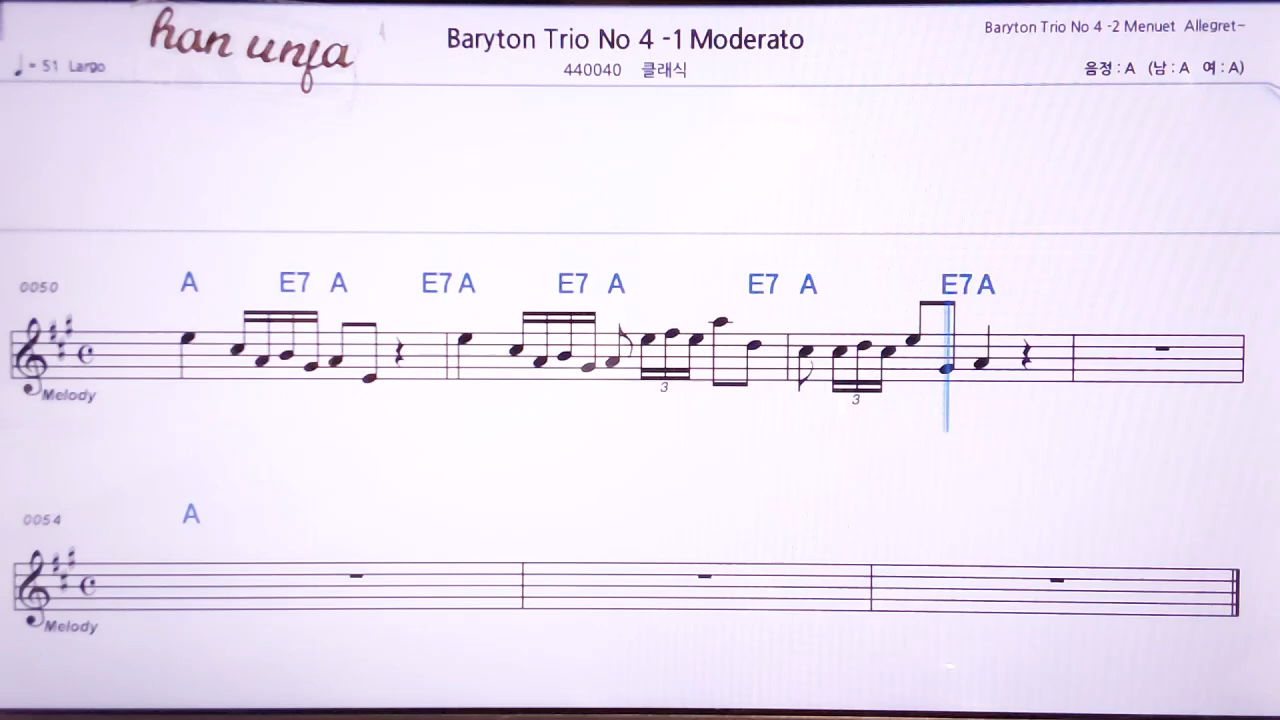 han unja
Baryton Trio No 4 -1 Moderato
Baryton Trio No 4 -2 Menuet Allegret~
♩= 51 Largo
440040 클래식
음정 : A (남 : A 여 : A)
A E7 A E7 A E7 A E7 A E7 A
0050
3 3
Melody
0054 A
Melody